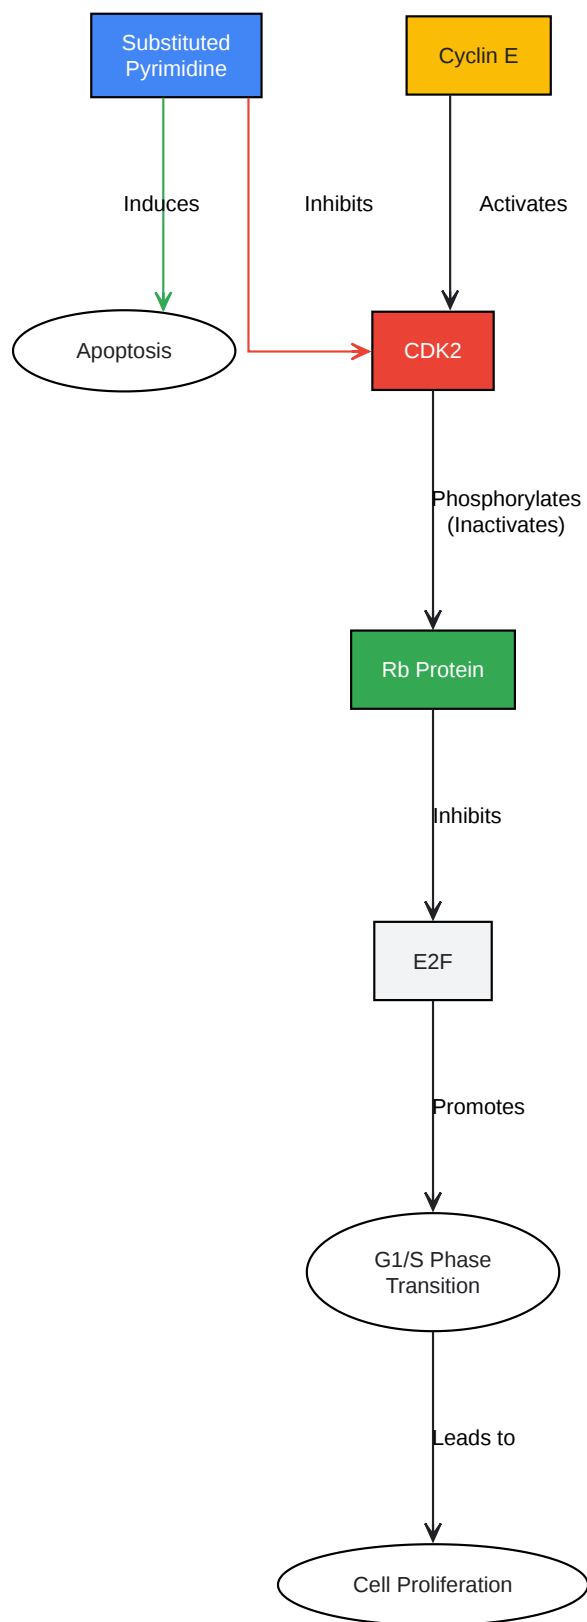 Substituted
Pyrimidine
Cyclin E
Induces
Inhibits
Activates
Apoptosis
CDK2
Phosphorylates
(Inactivates)
Rb Protein
Inhibits
E2F
Promotes
G1/S Phase
Transition
Leads to
Cell Proliferation